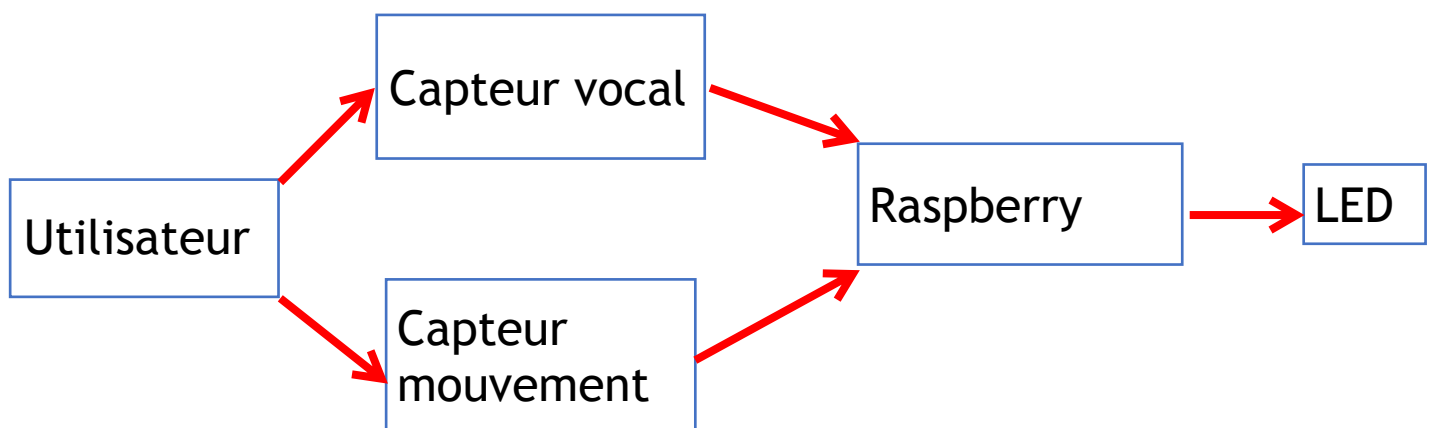 Utilisateur
Capteur vocal
Capteur
mouvement
Raspberry
LED